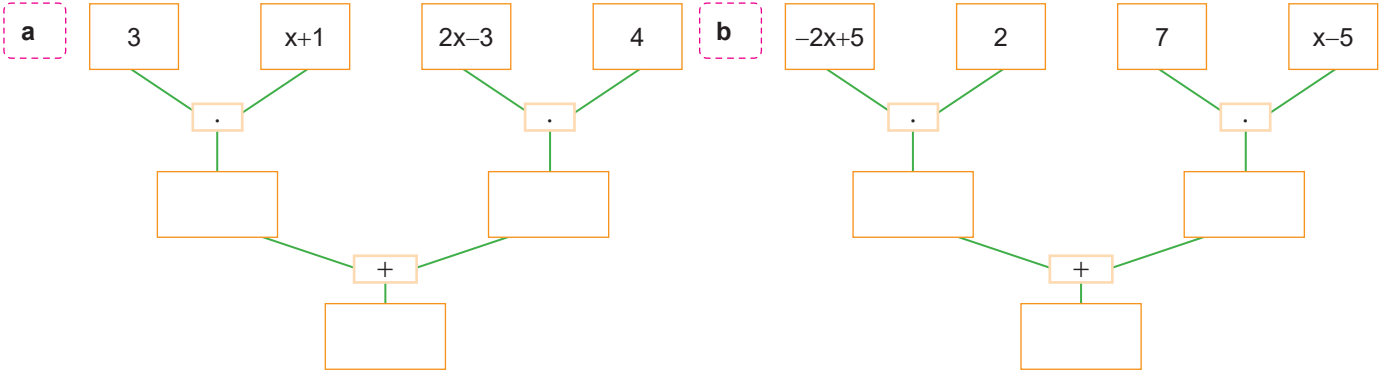 a 3 x+1 2x–3 4 b –2x+5 2 7 x–5
. . . .
+ +